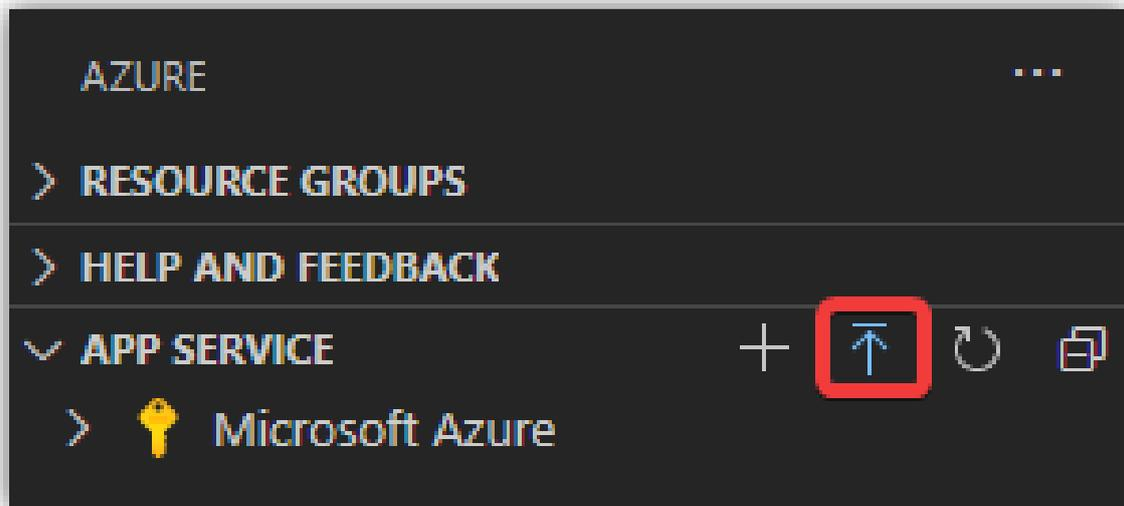 AZURE
RESOURCE GROUPS
HELP AND FEEDBACK
APP SERVICE
Microsoft Azure